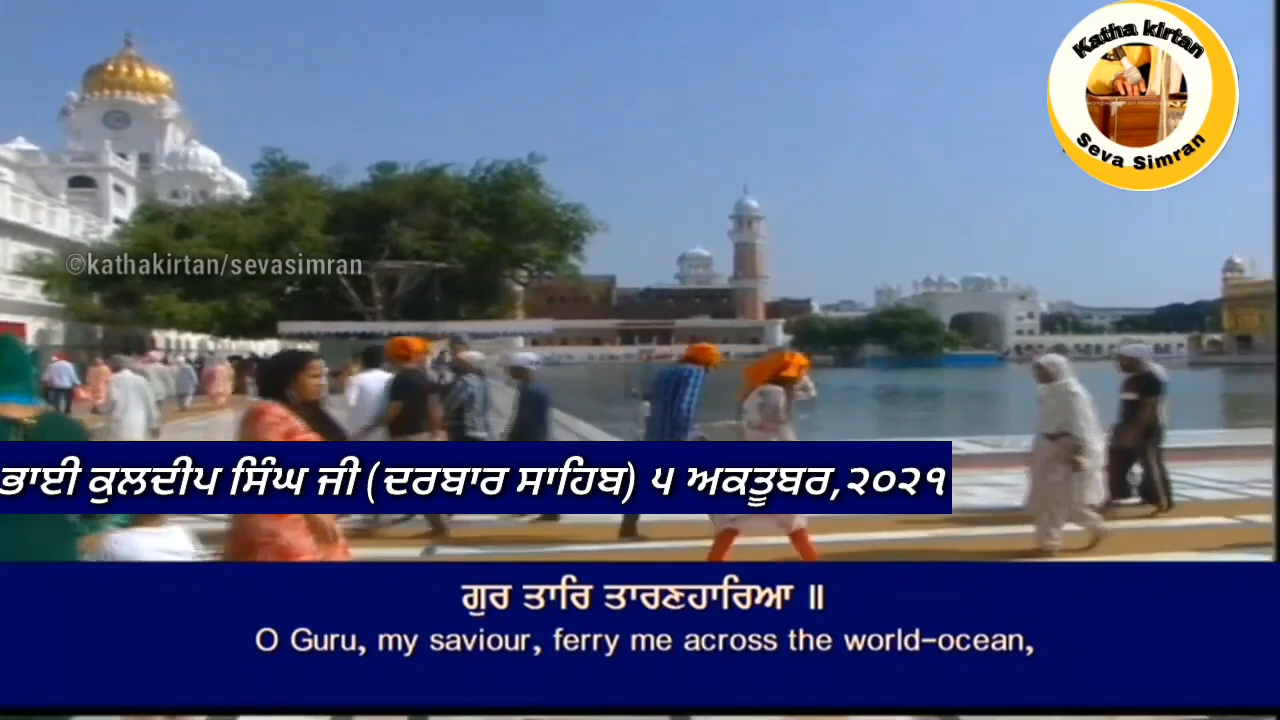 Katha kirtan
Seva Simran
©kathakirtan/sevasimran
ਭਾਈ ਕੁਲਦੀਪ ਸਿੰਘ ਜੀ (ਦਰਬਾਰ ਸਾਹਿਬ) ੫ ਅਕਤੂਬਰ,੨੦੨੧
ਗੁਰ ਤਾਰਿ ਤਾਰਣਹਾਰਿਆ ॥
O Guru, my saviour, ferry me across the world-ocean,